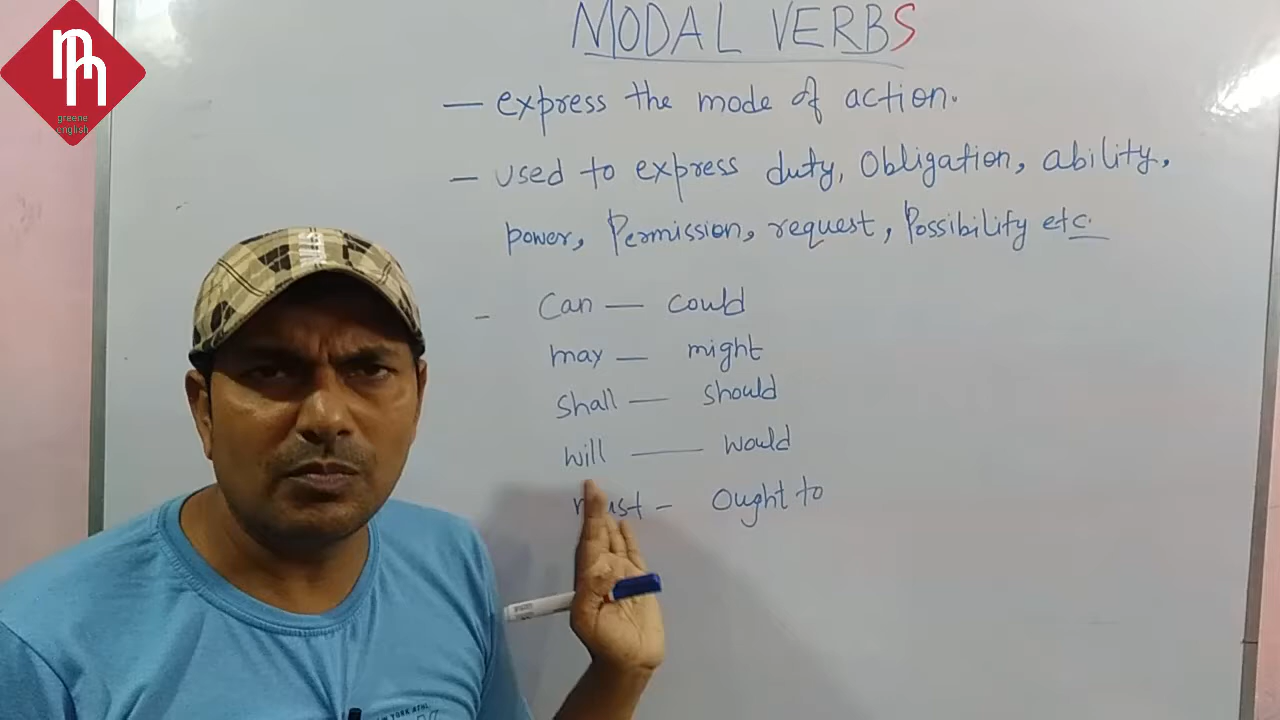 greene
english
MODAL VERBS
— express the mode of action.
— used to express duty, Obligation, ability,
power, Permission, request, Possibility etc.
- Can — could
may — might
shall — should
will — would
must - Ought to